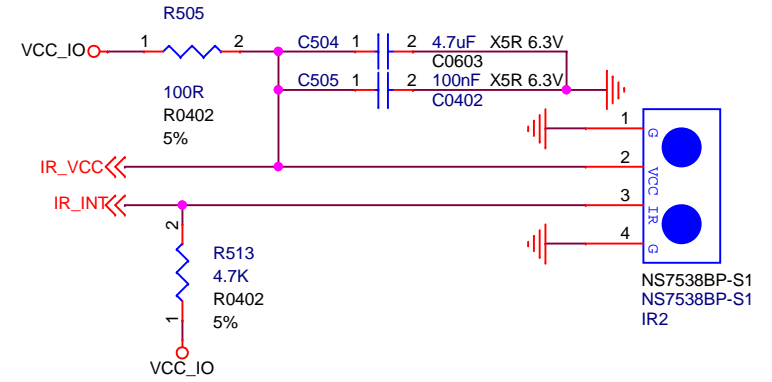 R505
VCC_IO 1 2 C504 1 2 4.7uF X5R 6.3V
C0603
C505 1 2 100nF X5R 6.3V
C0402
100R
R0402
5%
1 G
IR_VCC 2 VCC
IR_INT 3 IR
4 G
2
R513
4.7K
R0402
5%
1
VCC_IO
NS7538BP-S1
NS7538BP-S1
IR2